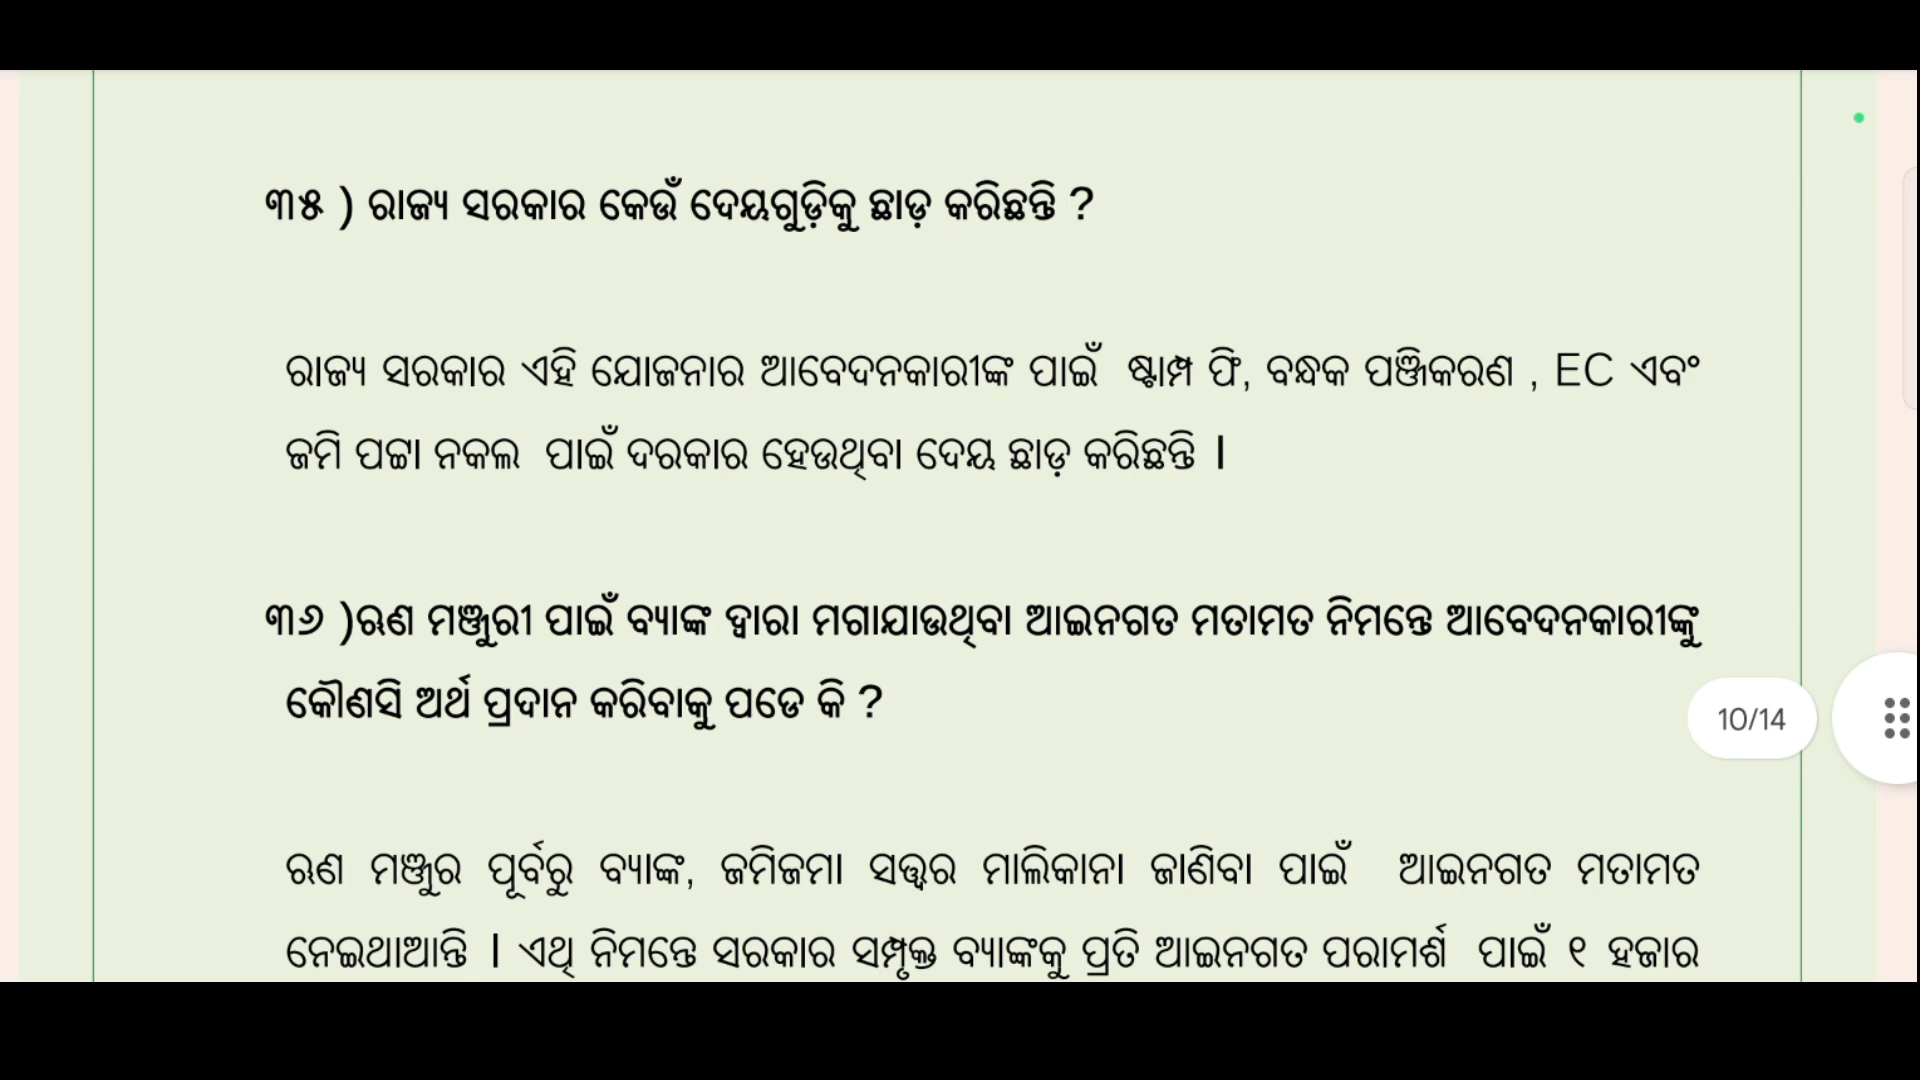 ୩୫ ) ରାଜ୍ୟ ସରକାର କେଉଁ ଦେୟଗୁଡ଼ିକୁ ଛାଡ଼ କରିଛନ୍ତି ?
ରାଜ୍ୟ ସରକାର ଏହି ଯୋଜନାର ଆବେଦନକାରୀଙ୍କ ପାଇଁ ଷ୍ଟାମ୍ପ ଫି, ବନ୍ଧକ ପଞ୍ଜିକରଣ , EC ଏବଂ
ଜମି ପଟ୍ଟା ନକଲ ପାଇଁ ଦରକାର ହେଉଥିବା ଦେୟ ଛାଡ଼ କରିଛନ୍ତି |
୩୬ )ଋଣ ମଞ୍ଜୁରୀ ପାଇଁ ବ୍ୟାଙ୍କ ଦ୍ୱାରା ମଗାଯାଉଥିବା ଆଇନଗତ ମତାମତ ନିମନ୍ତେ ଆବେଦନକାରୀଙ୍କୁ
କୌଣସି ଅର୍ଥ ପ୍ରଦାନ କରିବାକୁ ପଡେ କି ?
10/14
ଋଣ ମଞ୍ଜୁର ପୂର୍ବରୁ ବ୍ୟାଙ୍କ, ଜମିଜମା ସତ୍ତ୍ୱର ମାଲିକାନା ଜାଣିବା ପାଇଁ ଆଇନଗତ ମତାମତ
ନେଇଥାଆନ୍ତି | ଏଥି ନିମନ୍ତେ ସରକାର ସମ୍ପୃକ୍ତ ବ୍ୟାଙ୍କକୁ ପ୍ରତି ଆଇନଗତ ପରାମର୍ଶ ପାଇଁ ୧ ହଜାର